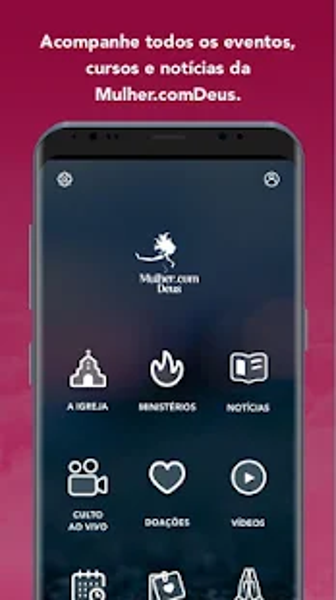 Acompanhe todos os eventos,
cursos e notícias da
Mulher.comDeus.
Mulher.com
Deus
A IGREJA
MINISTÉRIOS
NOTÍCIAS
CULTO
AO VIVO
DOAÇÕES
VÍDEOS